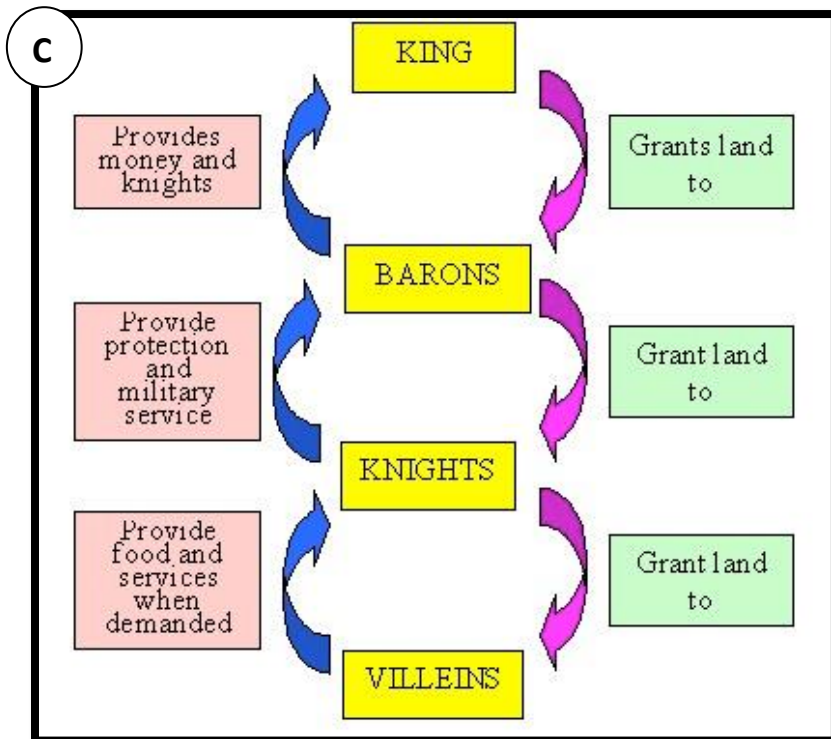 C
KING
Provides
money and
knights
Grants land
to
BARONS
Provide
protection
and
military
service
Grant land
to
KNIGHTS
Provide
food and
services
when
demanded
Grant land
to
VILLEINS